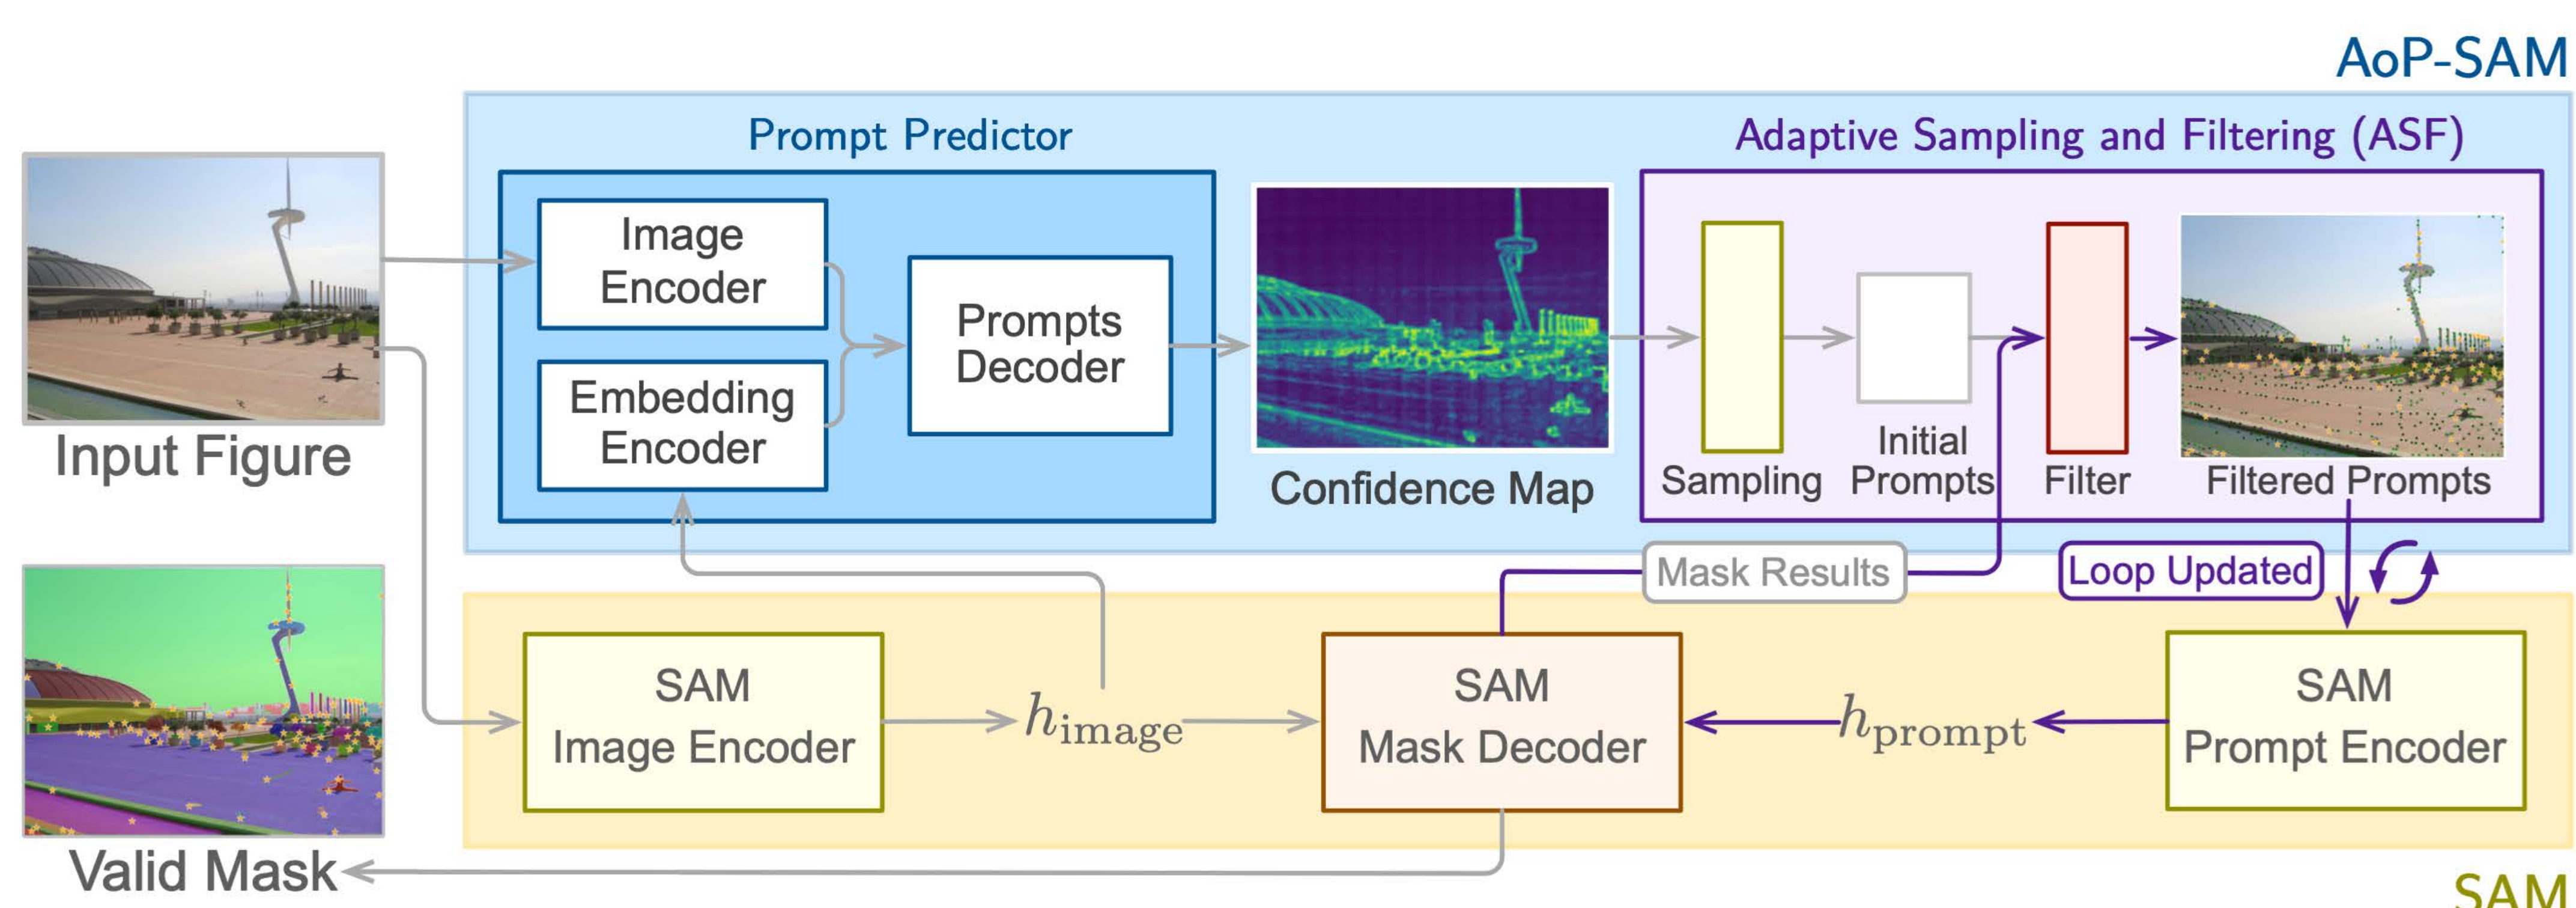 AoP-SAM
Prompt Predictor
Adaptive Sampling and Filtering (ASF)
Image
Encoder
Embedding
Encoder
Prompts
Decoder
Input Figure
Confidence Map
Sampling
Initial
Prompts
Filter
Filtered Prompts
Mask Results
Loop Updated
SAM
Image Encoder
h_image
SAM
Mask Decoder
h_prompt
SAM
Prompt Encoder
Valid Mask
SAM